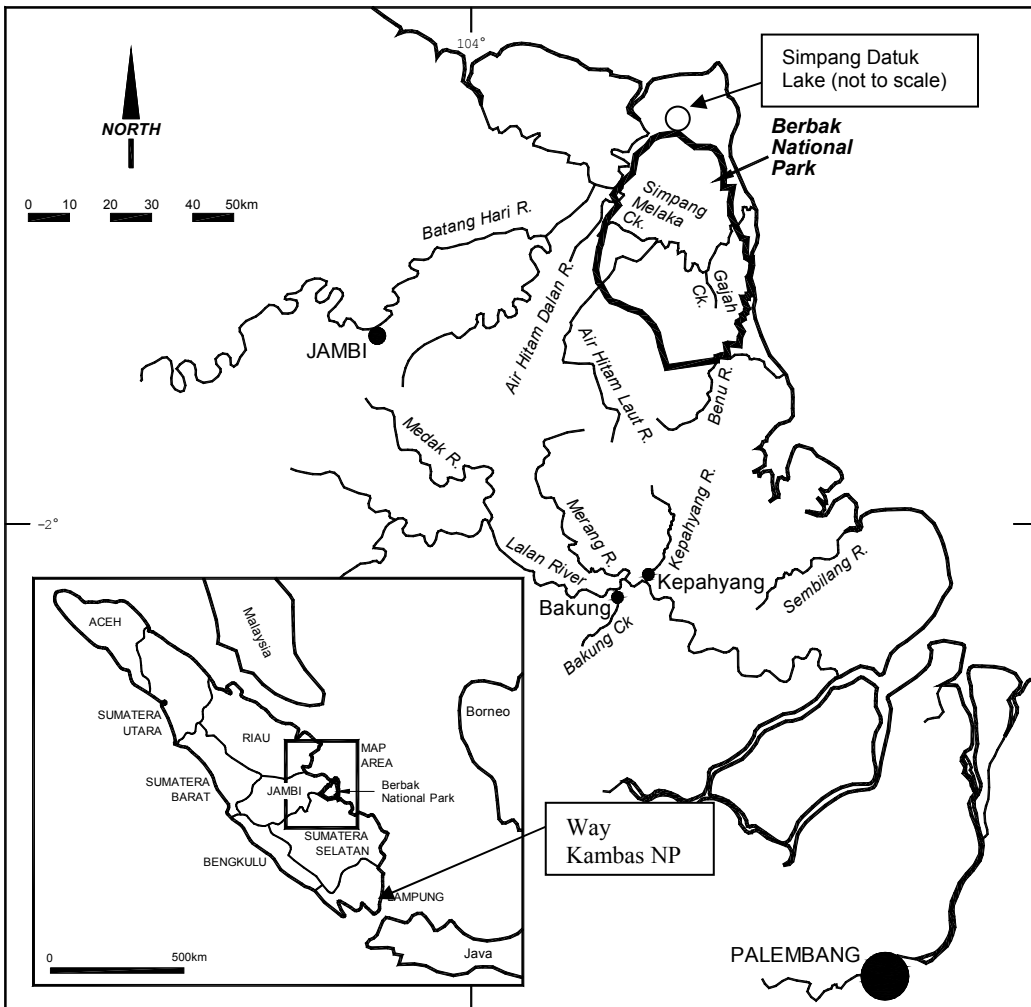 104°
Simpang Datuk
Lake (not to scale)
NORTH
Berbak
National
Park
0 10 20 30 40 50km
Simpang
Melaka
Ck.
Batang Hari R.
Gajah
Ck.
Air Hitam Dalan R.
JAMBI
Air Hitam Laut R.
Benu R.
Medak R.
-2°
Merang R.
Kepahyang R.
Lalan River
Kepahyang
Sembilang R.
Bakung
Bakung Ck
ACEH
Malaysia
SUMATERA
UTARA
RIAU
Borneo
MAP
AREA
SUMATERA
BARAT
JAMBI
Berbak
National Park
SUMATERA
SELATAN
BENGKULU
Way
Kambas NP
LAMPUNG
0 500km
Java
PALEMBANG